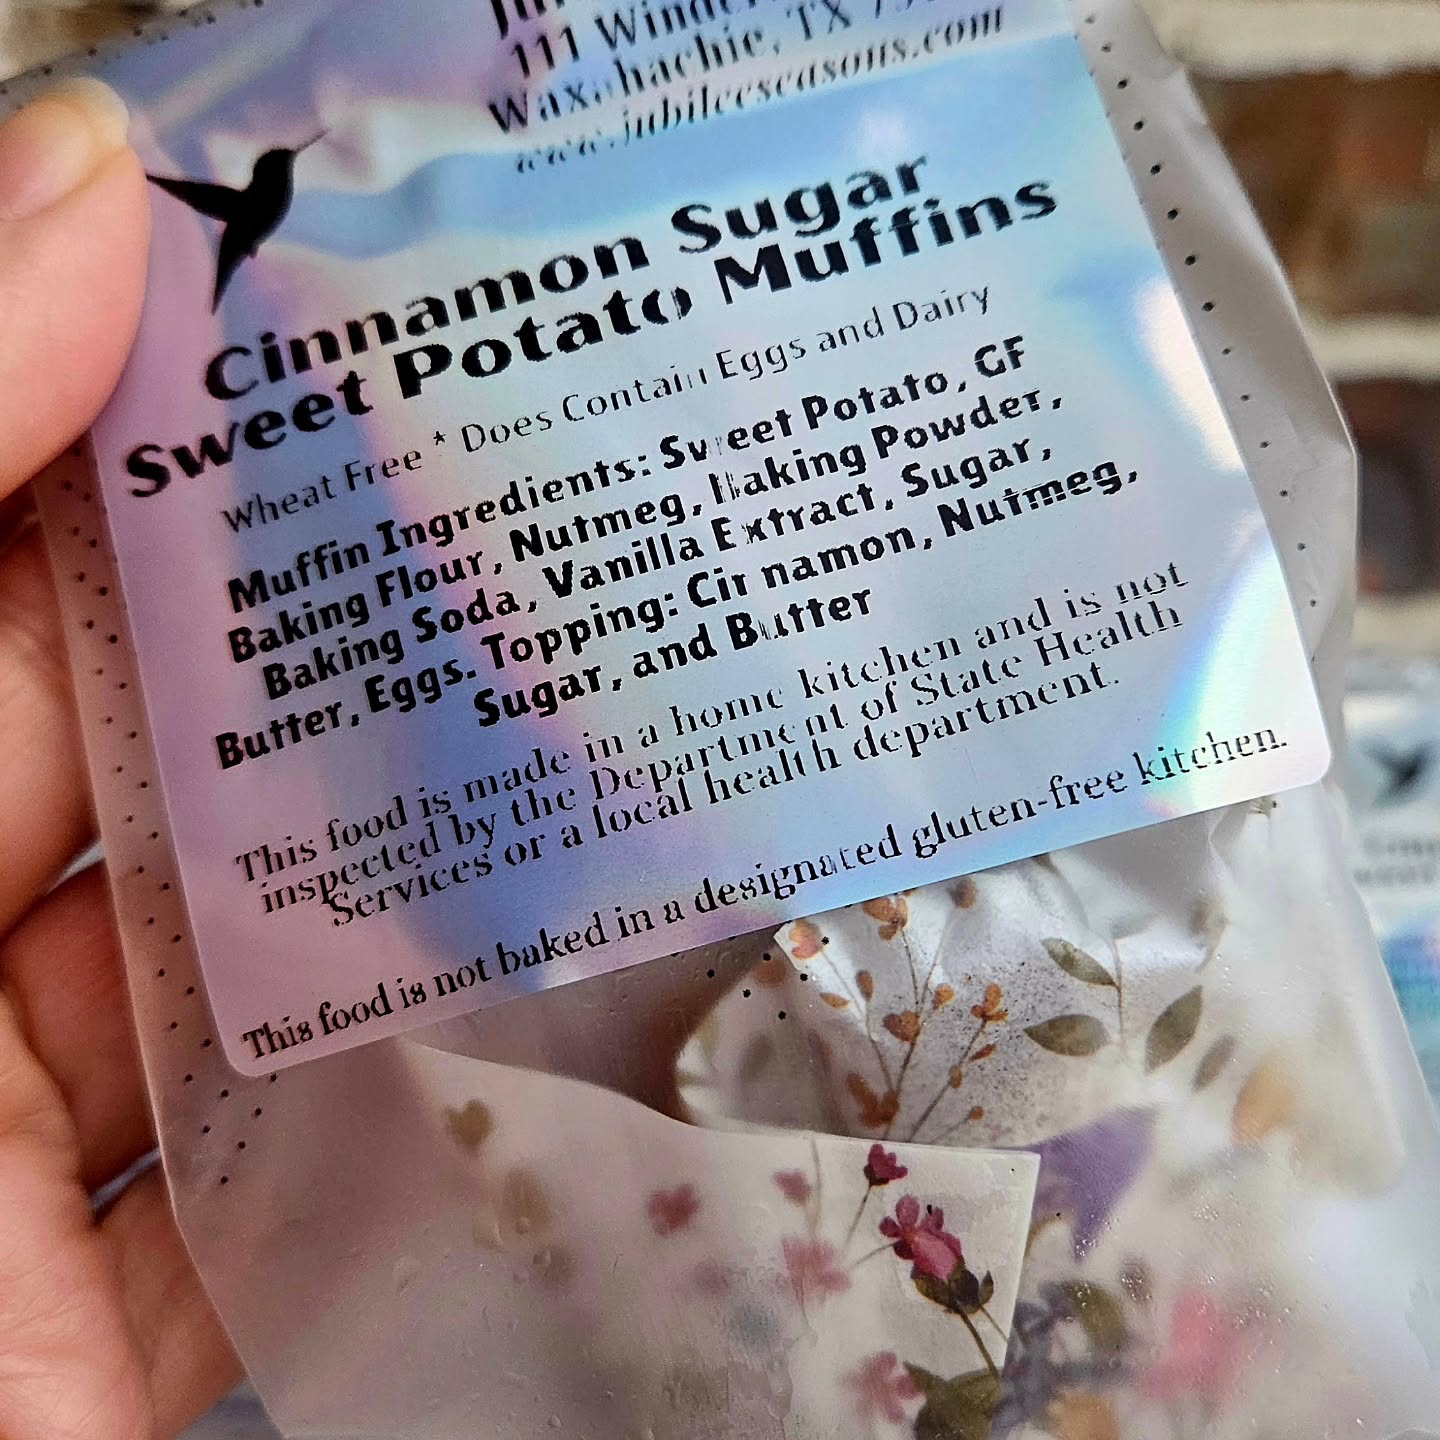 111
Waxahachie, TX
www.jubileeseasons.com
Cinnamon Sugar
Sweet Potato Muffins
Wheat Free * Does Contain Eggs and Dairy
Muffin Ingredients: Sweet Potato, GF
Baking Flour, Nutmeg, Baking Powder,
Baking Soda, Vanilla Extract, Sugar,
Butter, Eggs. Topping: Cinnamon, Nutmeg,
Sugar, and Butter
This food is made in a home kitchen and is not
inspected by the Department of State Health
Services or a local health department.
This food is not baked in a designated gluten-free kitchen.